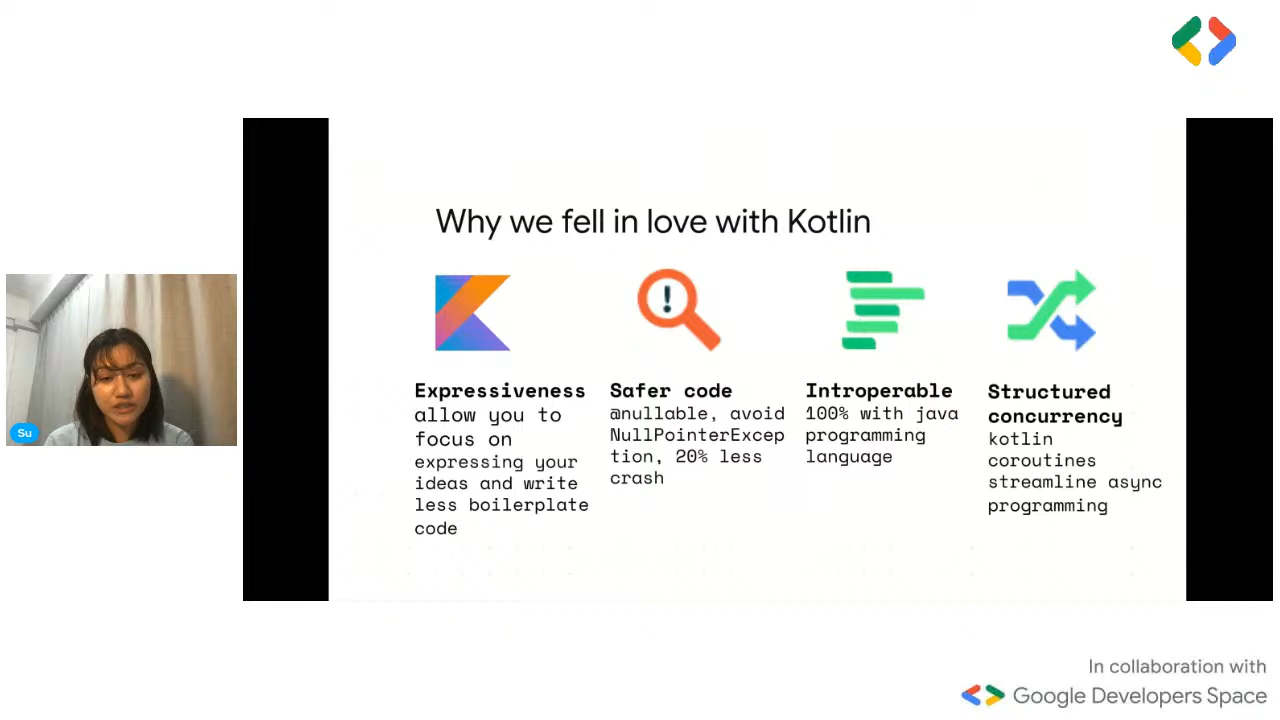 Why we fell in love with Kotlin
Expressiveness
allow you to
focus on
expressing your
ideas and write
less boilerplate
code
Safer code
@nullable, avoid
NullPointerExcep
tion, 20% less
crash
Introperable
100% with java
programming
language
Structured
concurrency
kotlin
coroutines
streamline async
programming
Su
In collaboration with
Google Developers Space